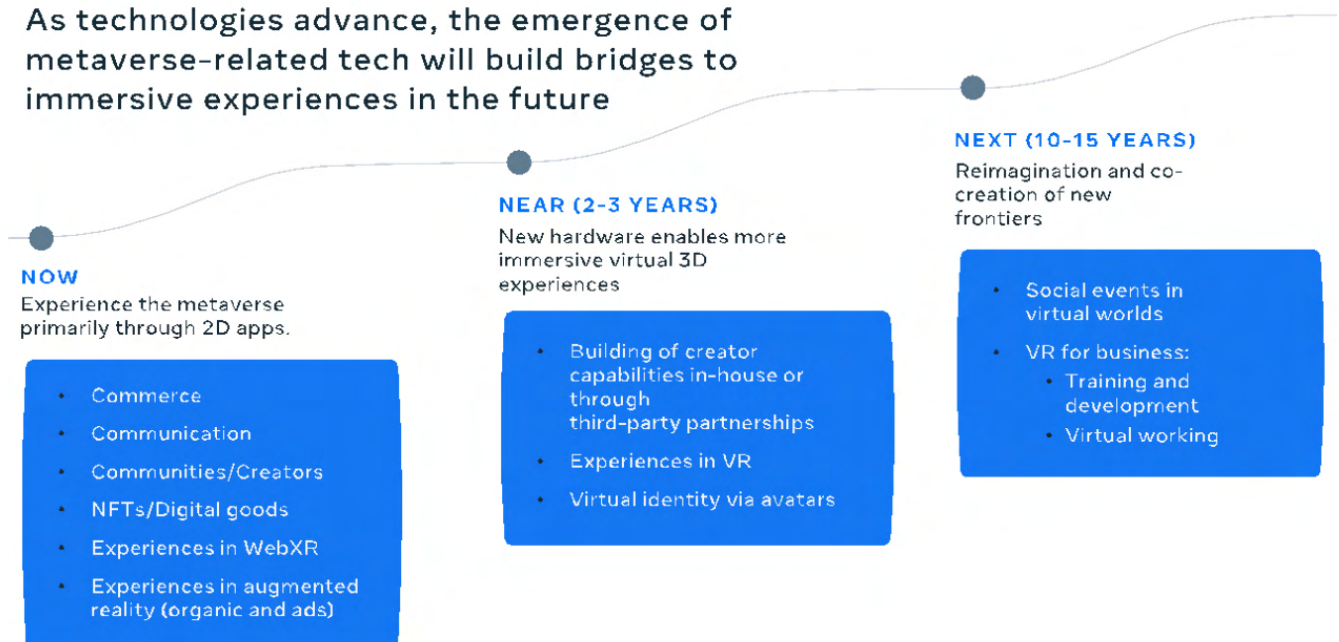 As technologies advance, the emergence of
metaverse-related tech will build bridges to
immersive experiences in the future
NOW
Experience the metaverse
primarily through 2D apps.
• Commerce
• Communication
• Communities/Creators
• NFTs/Digital goods
• Experiences in WebXR
• Experiences in augmented
reality (organic and ads)
NEAR (2-3 YEARS)
New hardware enables more
immersive virtual 3D
experiences
• Building of creator
capabilities in-house or
through
third-party partnerships
• Experiences in VR
• Virtual identity via avatars
NEXT (10-15 YEARS)
Reimagination and co-
creation of new
frontiers
• Social events in
virtual worlds
• VR for business:
• Training and
development
• Virtual working